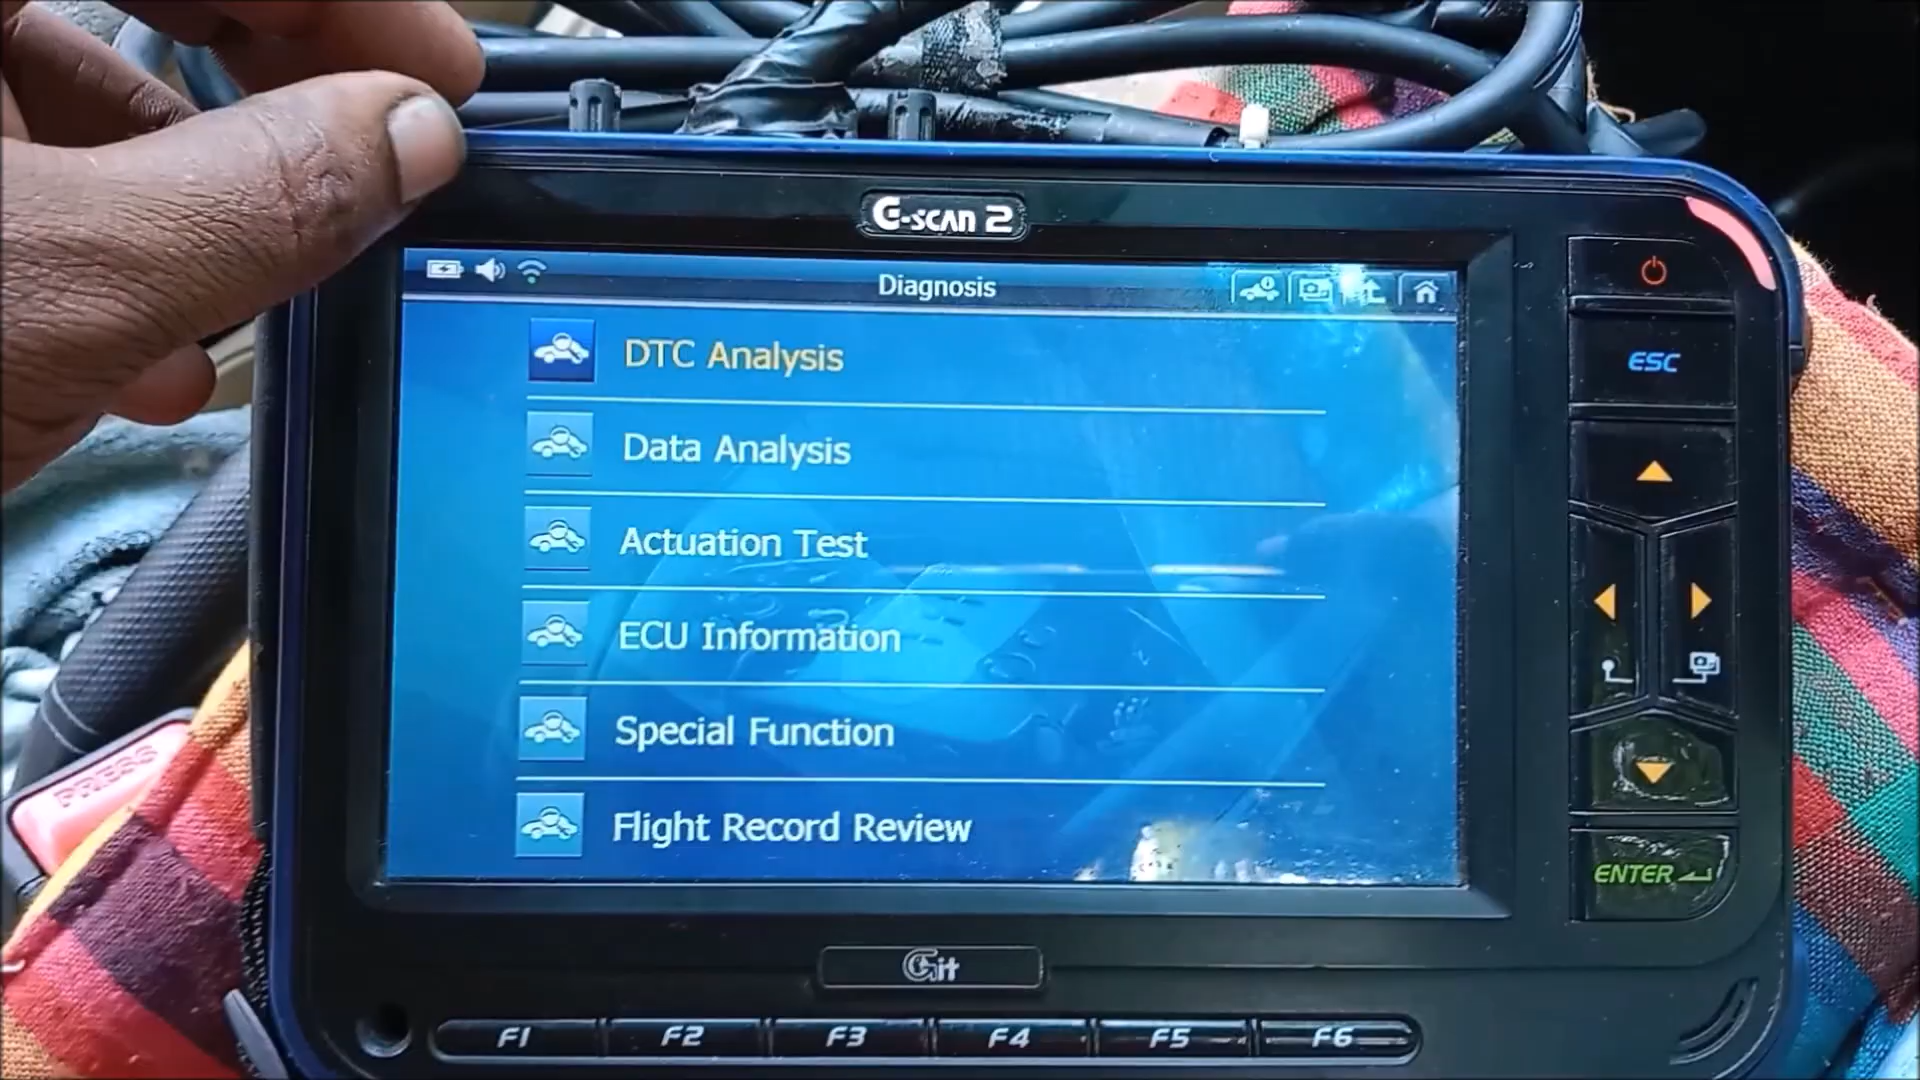 G-scan 2
Diagnosis
DTC Analysis
Data Analysis
Actuation Test
ECU Information
Special Function
Flight Record Review
ESC
ENTER
PRESS
Git
F1 F2 F3 F4 F5 F6